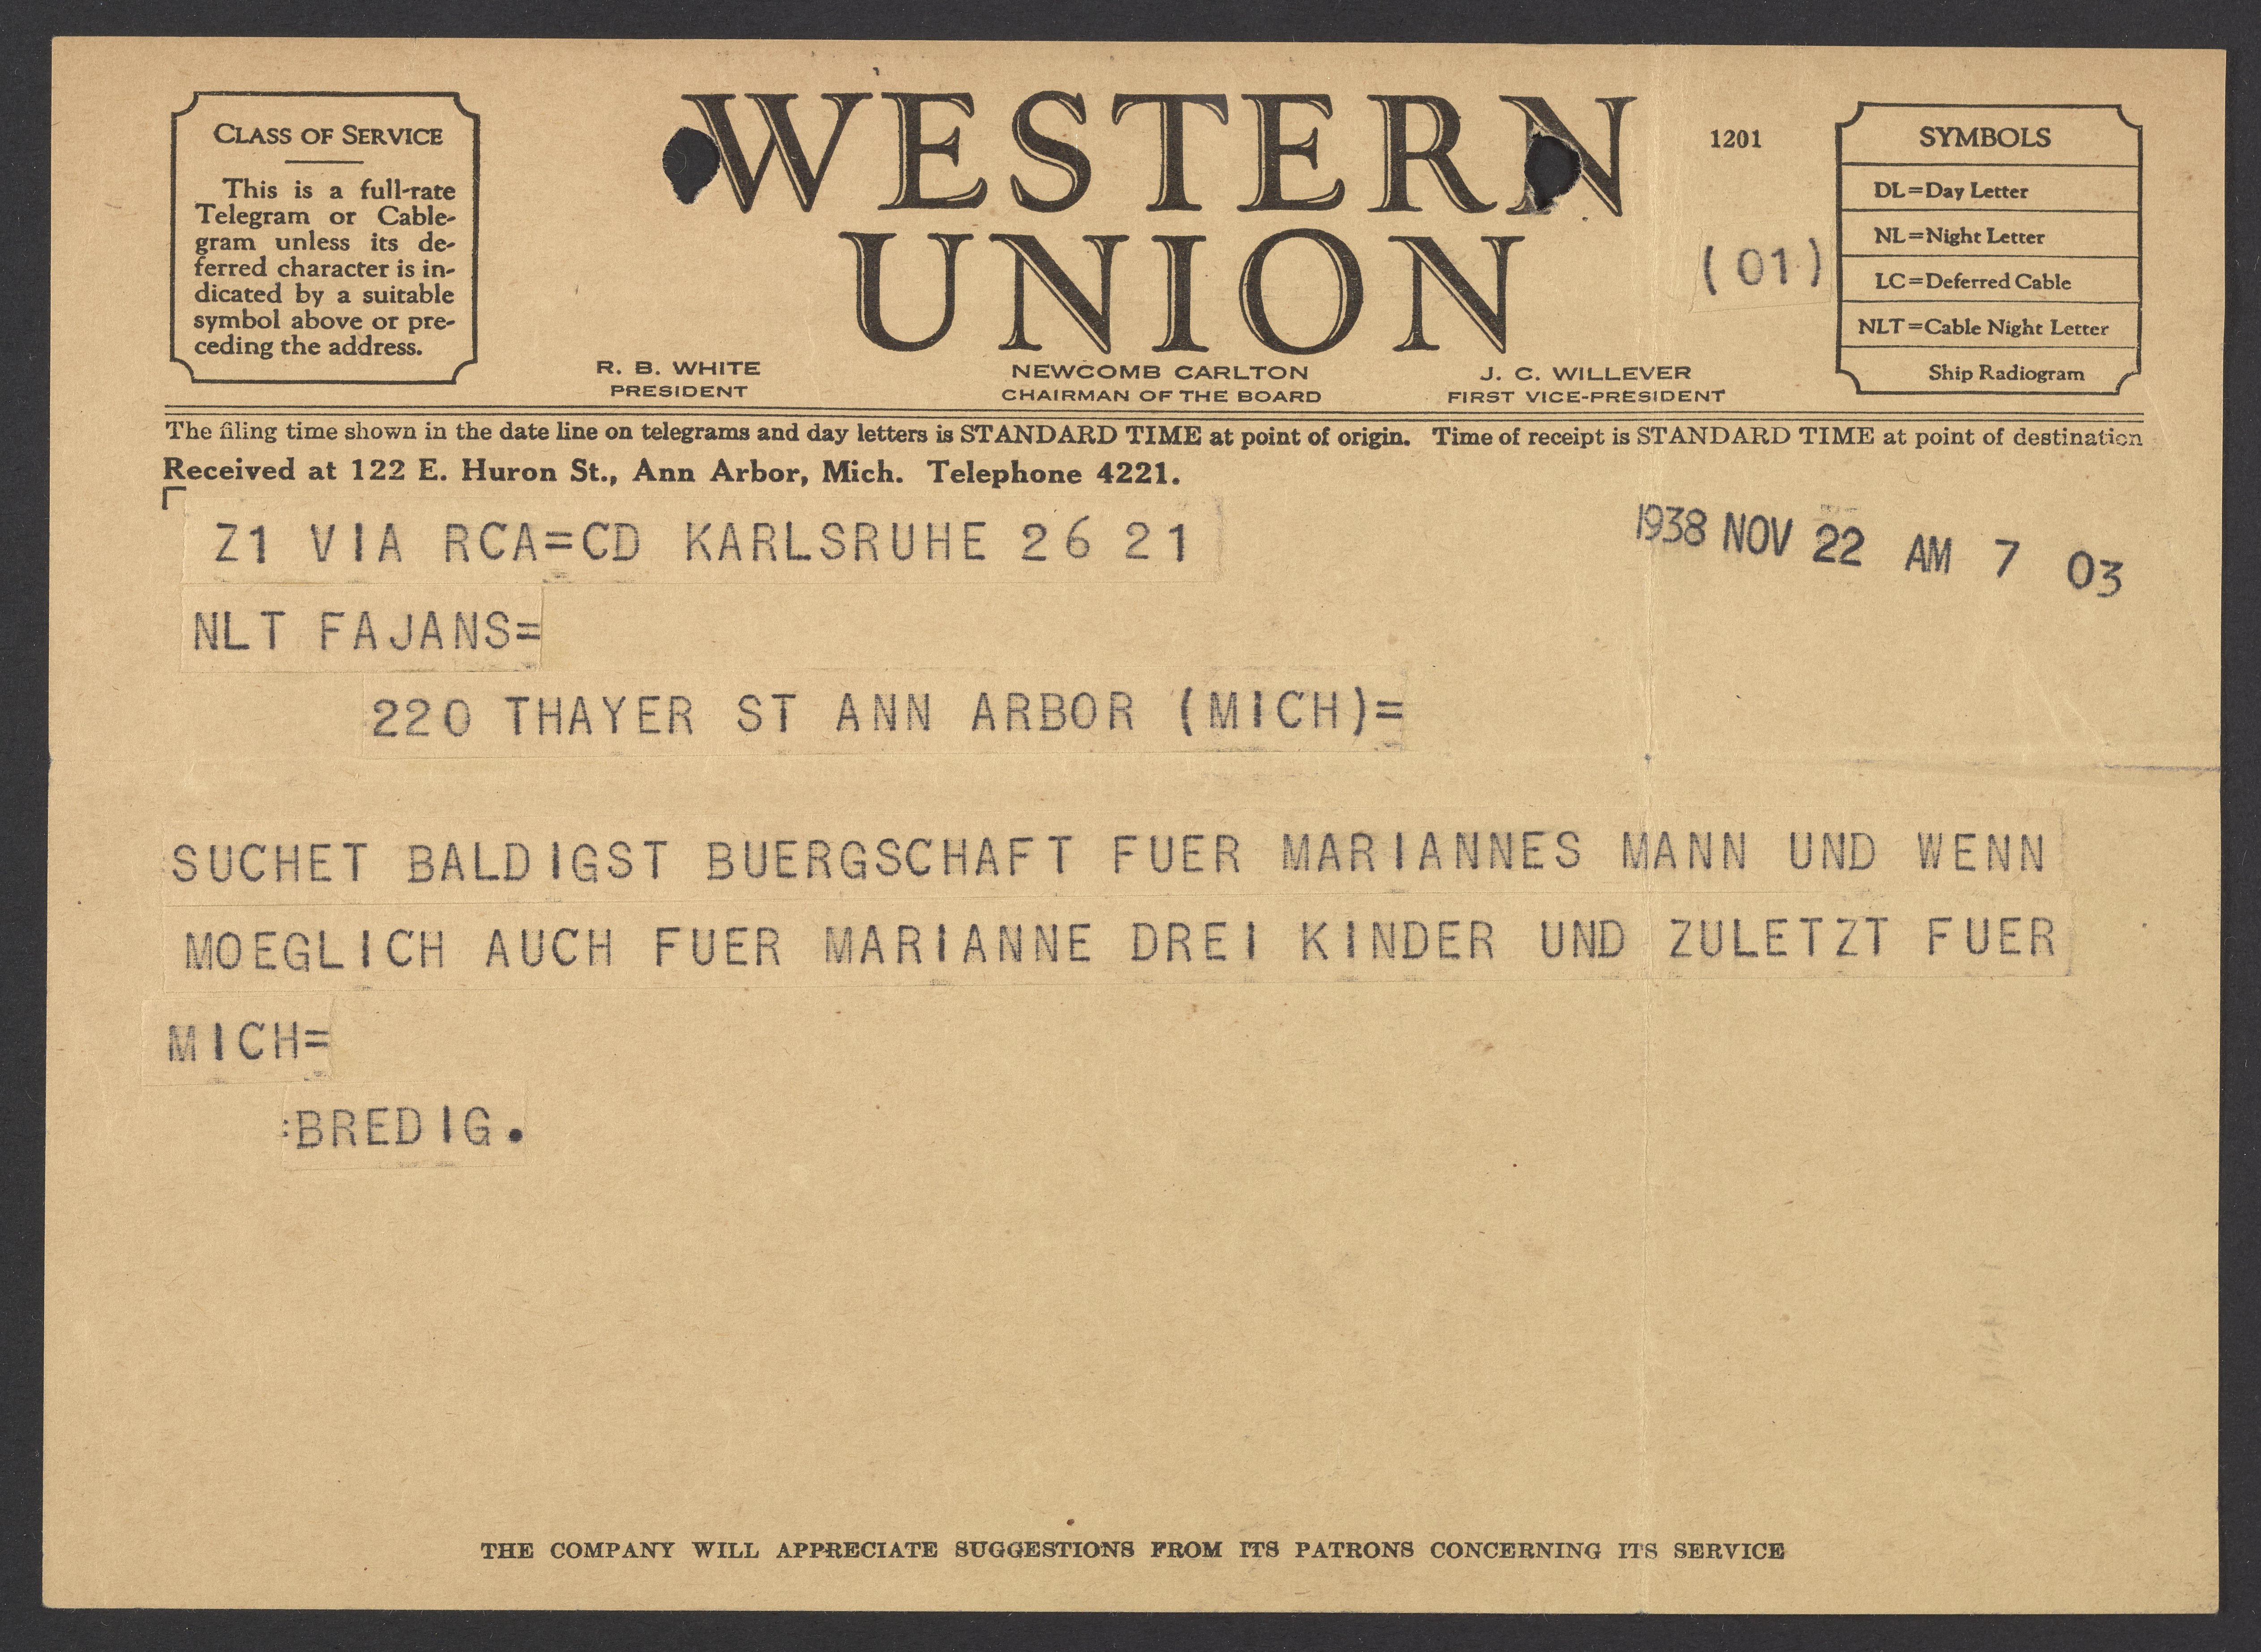 CLASS OF SERVICE
This is a full-rate
Telegram or Cable-
gram unless its de-
ferred character is in-
dicated by a suitable
symbol above or pre-
ceding the address.
WESTERN
UNION
1201
(01)
SYMBOLS
DL=Day Letter
NL=Night Letter
LC=Deferred Cable
NLT=Cable Night Letter
Ship Radiogram
R. B. WHITE
PRESIDENT
NEWCOMB CARLTON
CHAIRMAN OF THE BOARD
J. C. WILLEVER
FIRST VICE-PRESIDENT
The filing time shown in the date line on telegrams and day letters is STANDARD TIME at point of origin. Time of receipt is STANDARD TIME at point of destination
Received at 122 E. Huron St., Ann Arbor, Mich. Telephone 4221.
Z1 VIA RCA=CD KARLSRUHE 26 21
1938 NOV 22 AM 7 03
NLT FAJANS=
220 THAYER ST ANN ARBOR (MICH)=
SUCHET BALDIGST BUERGSCHAFT FUER MARIANNES MANN UND WENN
MOEGLICH AUCH FUER MARIANNE DREI KINDER UND ZULETZT FUER
MICH=
:BREDIG.
THE COMPANY WILL APPRECIATE SUGGESTIONS FROM ITS PATRONS CONCERNING ITS SERVICE